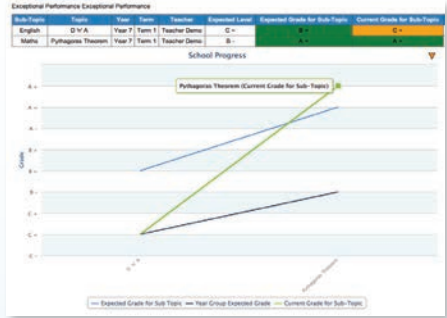 Exceptional Performance Exceptional Performance
Sub-Topic Topic Year Term Teacher Expected Level Expected Grade for Sub-Topic Current Grade for Sub-Topic
English Year 7 Term 1 Teacher Demo C + B + C +
Maths Pythagoras Theorem Year 7 Term 1 Teacher Demo B - A + A +
School Progress
Pythagoras Theorem (Current Grade for Sub-Topic)
Grade
A +
A
B
B
C
C -
Pythagoras Theorem
Expected Grade for Sub Topic Year Group Expected Grade Current Grade for Sub-Topic